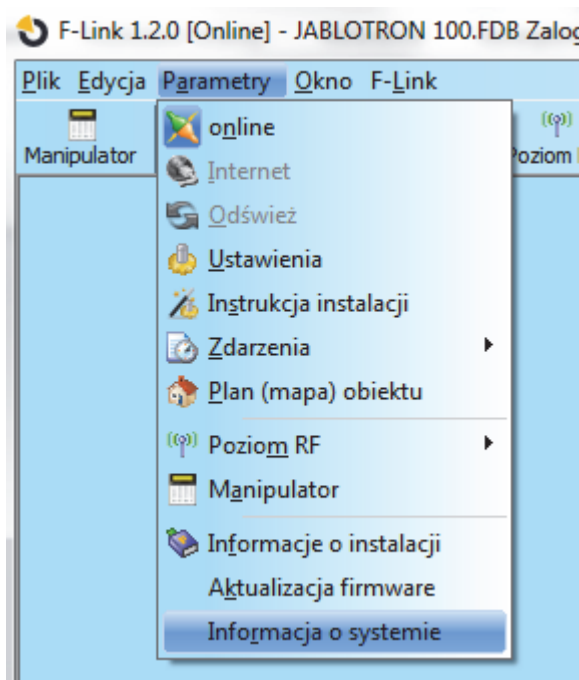 F-Link 1.2.0 [Online] - JABLOTRON 100.FDB Zalog
Plik Edycja Parametry Okno F-Link
Manipulator
Poziom
online
Internet
Odśwież
Ustawienia
Instrukcja instalacji
Zdarzenia
Plan (mapa) obiektu
Poziom RF
Manipulator
Informacje o instalacji
Aktualizacja firmware
Informacja o systemie